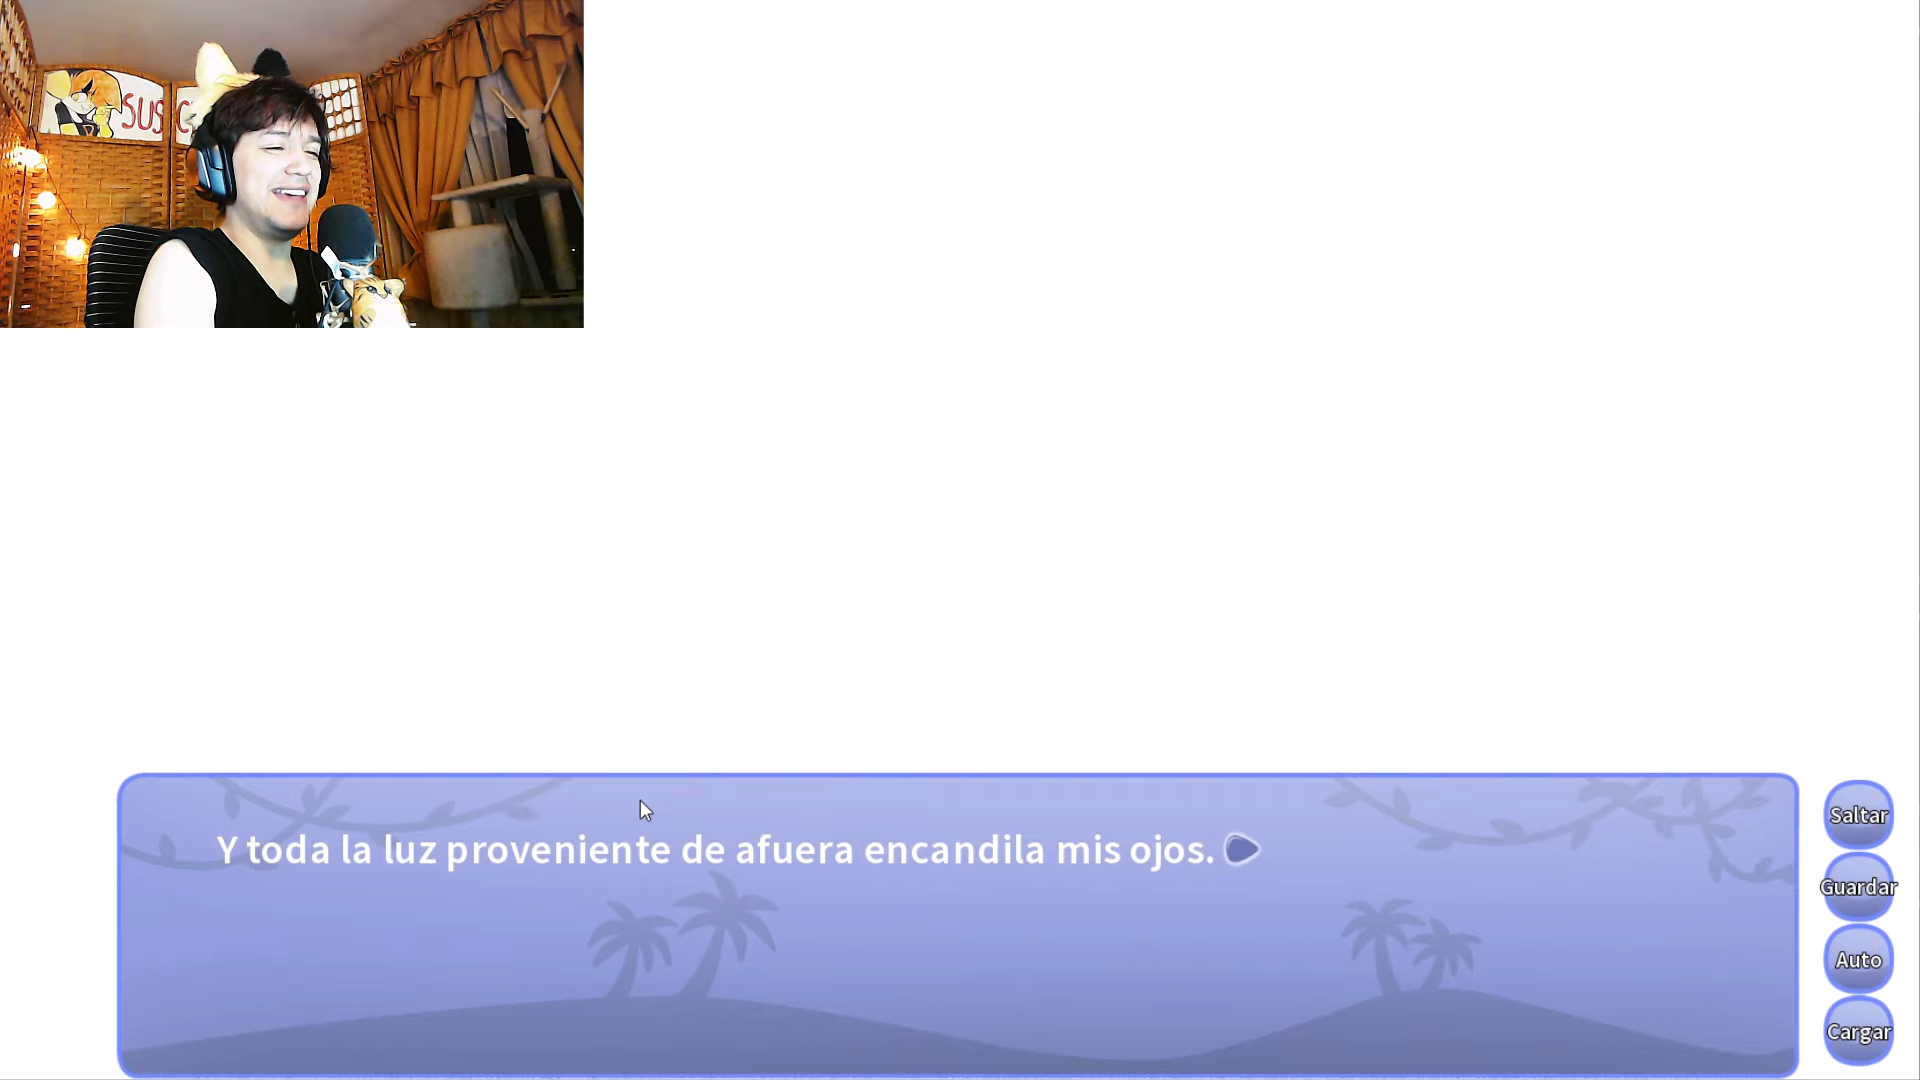 SUS C
Y toda la luz proveniente de afuera encandila mis ojos.
Saltar
Guardar
Auto
Cargar